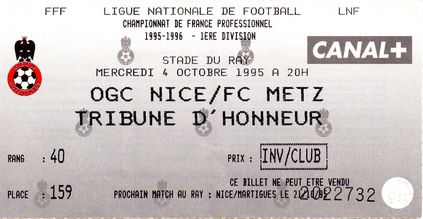 FFF LIGUE NATIONALE DE FOOTBALL LNF
CHAMPIONNAT DE FRANCE PROFESSIONNEL
1995-1996 - 1ERE DIVISION
CANAL+
STADE DU RAY
MERCREDI 4 OCTOBRE 1995 A 20H
OGC NICE/FC METZ
TRIBUNE D'HONNEUR
RANG : 40 PRIX : INV/CLUB
CE BILLET NE PEUT ETRE VENDU
PLACE : 159 PROCHAIN MATCH AU RAY : NICE/MARTIGUES LE
2022732